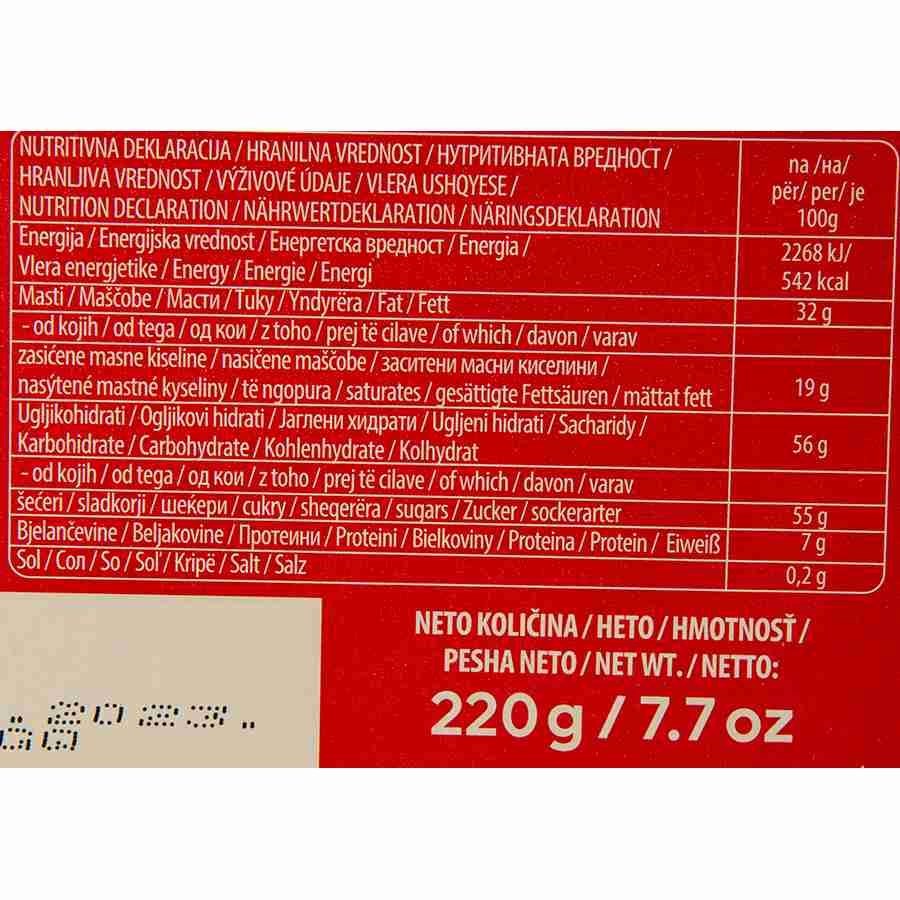 NUTRITIVNA DEKLARACIJA / HRANILNA VREDNOST / НУТРИТИВНАТА ВРЕДНОСТ /
HRANLJIVA VREDNOST / VÝŽIVOVÉ ÚDAJE / VLERA USHQYESE /
NUTRITION DECLARATION / NÄHRWERTDEKLARATION / NÄRINGSDEKLARATION
na /на/
për/ per/ je
100g
Energija / Energijska vrednost / Енергетска вредност / Energia /
Vlera energjetike / Energy / Energie / Energi
2268 kJ/
542 kcal
Masti / Maščobe / Масти / Tuky / Yndyrëra / Fat / Fett
32 g
- od kojih / od tega / од кои / z toho / prej të cilave / of which / davon / varav
zasićene masne kiseline / nasičene maščobe / заситени масни киселини /
nasýtené mastné kyseliny / të ngopura / saturates / gesättigte Fettsäuren / mättat fett
19 g
Ugljikohidrati / Ogljikovi hidrati / Јаглени хидрати / Ugljeni hidrati / Sacharidy /
Karbohidrate / Carbohydrate / Kohlenhydrate / Kolhydrat
56 g
- od kojih / od tega / од кои / z toho / prej të cilave / of which / davon / varav
šećeri / sladkorji / шеќери / cukry / sheqerëra / sugars / Zucker / sockerarter
55 g
Bjelančevine / Beljakovine / Протеини / Proteini / Bielkoviny / Proteina / Protein / Eiweiß
7 g
Sol / Сол / So / Soľ / Kripë / Salt / Salz
0,2 g
NETO KOLIČINA / НЕТО / HMOTNOSŤ /
PESHA NETO / NET WT. / NETTO:
220 g / 7.7 oz